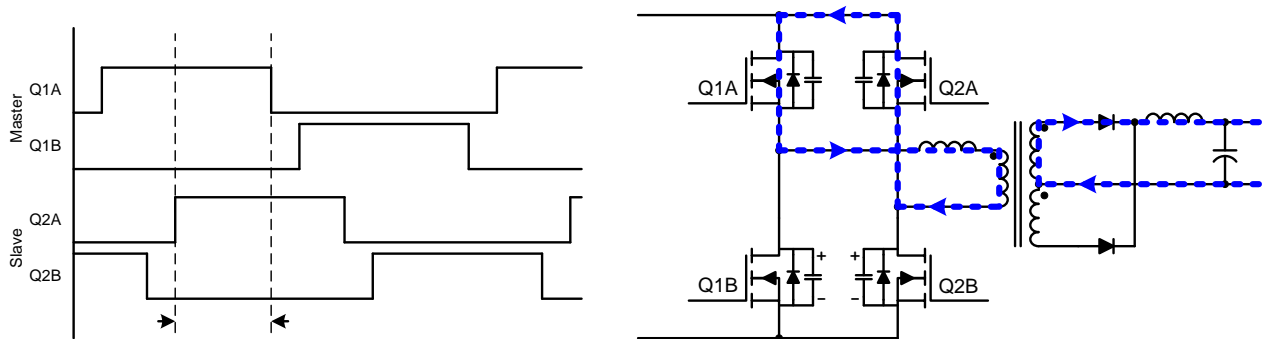 Master
Q1A
Q1B
Slave
Q2A
Q2B
Q1A
Q2A
Q1B
+
−
+
−
Q2B